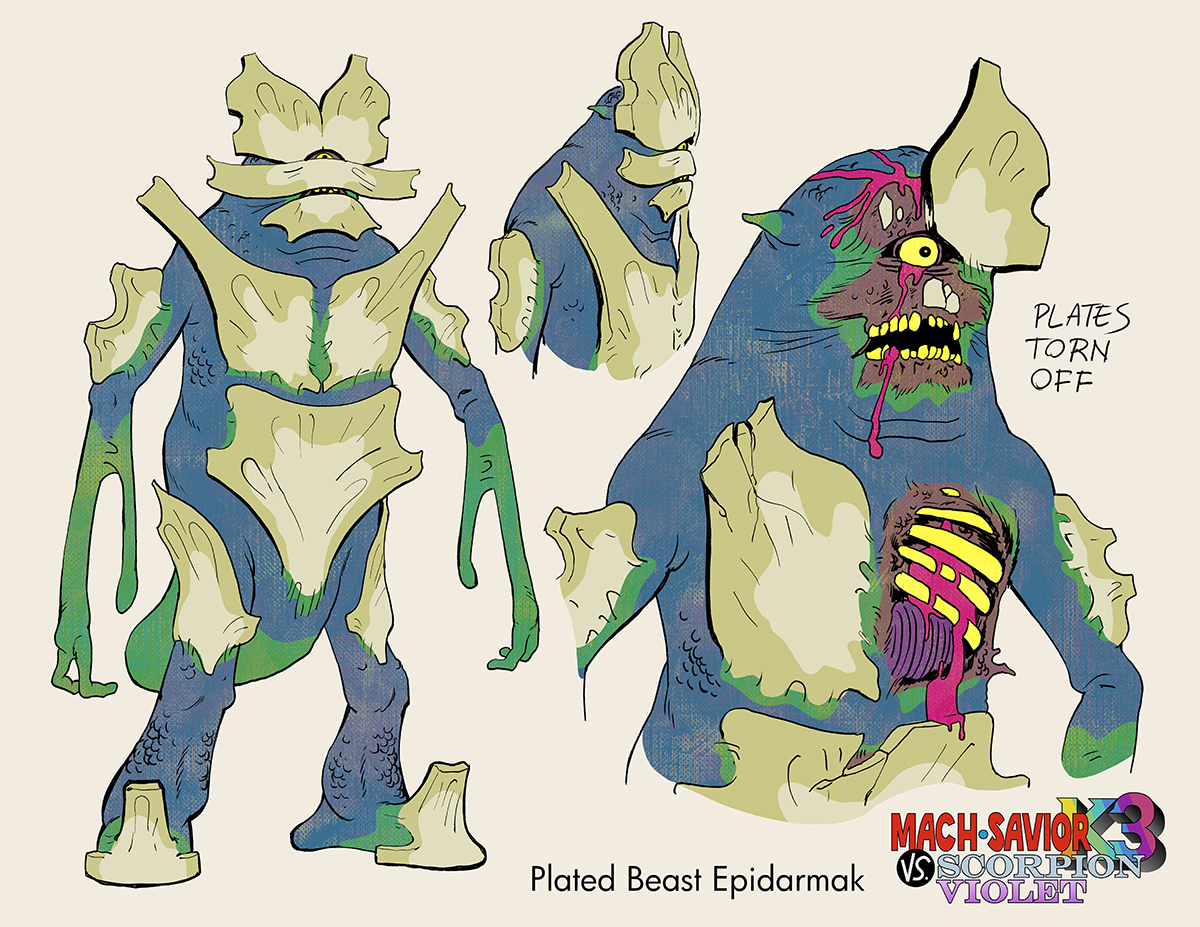 PLATES
TORN
OFF
Plated Beast Epidarmak
MACH·SAVIOR K3
VS. SCORPION
VIOLET